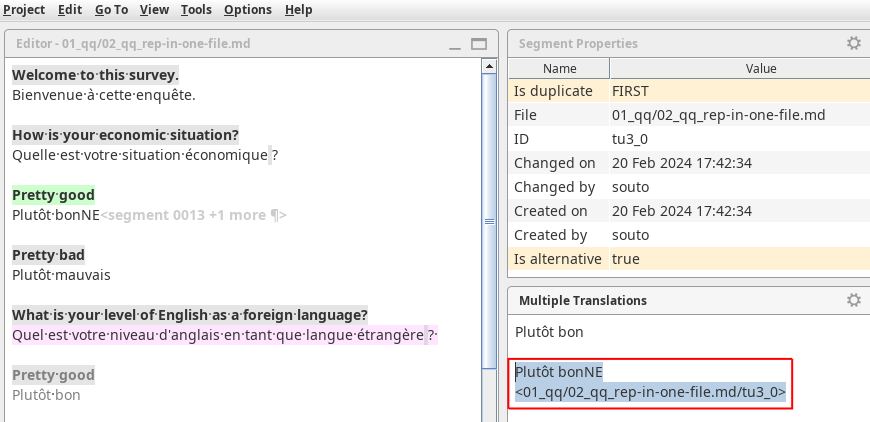 Project Edit Go To View Tools Options Help
Editor - 01_qq/02_qq_rep-in-one-file.md
Welcome·to·this·survey.
Bienvenue·à·cette·enquête.
How·is·your·economic·situation?
Quelle·est·votre·situation·économique ?
Pretty·good
Plutôt·bonNE<segment 0013 +1 more ¶>
Pretty·bad
Plutôt·mauvais
What·is·your·level·of·English·as·a·foreign·language?
Quel·est·votre·niveau·d'anglais·en·tant·que·langue·étrangère ?·
Pretty·good
Plutôt·bon
Segment Properties
Name Value
Is duplicate FIRST
File 01_qq/02_qq_rep-in-one-file.md
ID tu3_0
Changed on 20 Feb 2024 17:42:34
Changed by souto
Created on 20 Feb 2024 17:42:34
Created by souto
Is alternative true
Multiple Translations
Plutôt bon
Plutôt bonNE
<01_qq/02_qq_rep-in-one-file.md/tu3_0>